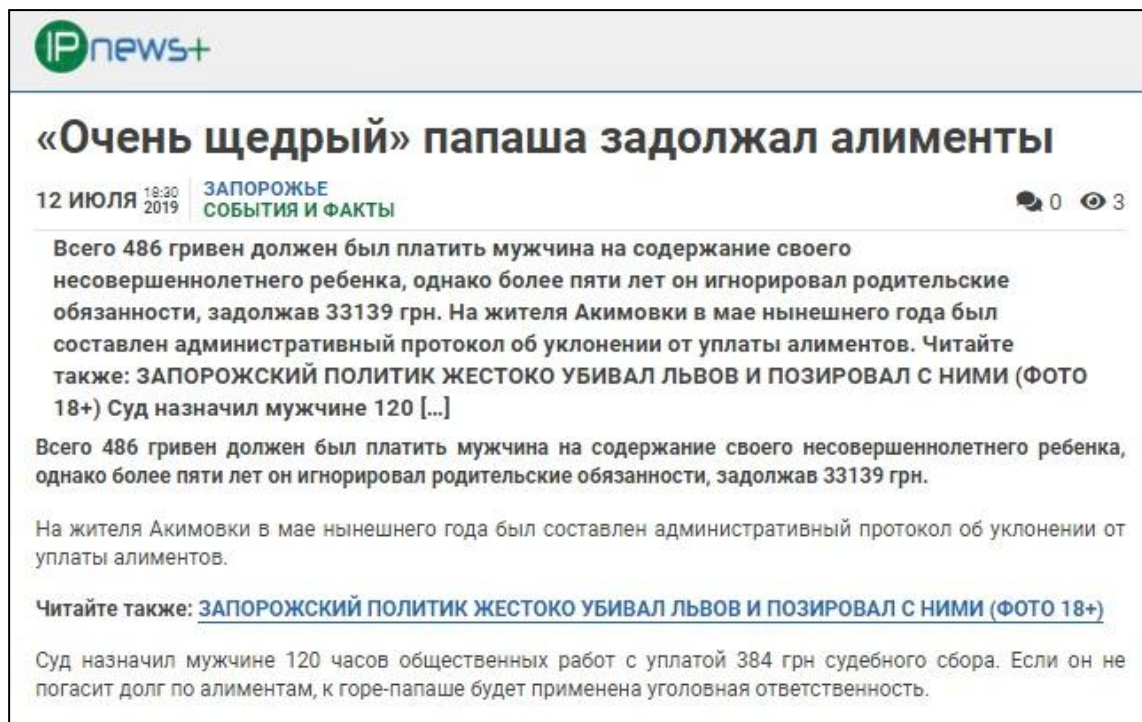 IPnews+
«Очень щедрый» папаша задолжал алименты
12 ИЮЛЯ 18:30 2019 ЗАПОРОЖЬЕ СОБЫТИЯ И ФАКТЫ 0 3
Всего 486 гривен должен был платить мужчина на содержание своего
несовершеннолетнего ребенка, однако более пяти лет он игнорировал родительские
обязанности, задолжав 33139 грн. На жителя Акимовки в мае нынешнего года был
составлен административный протокол об уклонении от уплаты алиментов. Читайте
также: ЗАПОРОЖСКИЙ ПОЛИТИК ЖЕСТОКО УБИВАЛ ЛЬВОВ И ПОЗИРОВАЛ С НИМИ (ФОТО
18+) Суд назначил мужчине 120 [...]
Всего 486 гривен должен был платить мужчина на содержание своего несовершеннолетнего ребенка,
однако более пяти лет он игнорировал родительские обязанности, задолжав 33139 грн.
На жителя Акимовки в мае нынешнего года был составлен административный протокол об уклонении от
уплаты алиментов.
Читайте также: ЗАПОРОЖСКИЙ ПОЛИТИК ЖЕСТОКО УБИВАЛ ЛЬВОВ И ПОЗИРОВАЛ С НИМИ (ФОТО 18+)
Суд назначил мужчине 120 часов общественных работ с уплатой 384 грн судебного сбора. Если он не
погасит долг по алиментам, к горе-папаше будет применена уголовная ответственность.